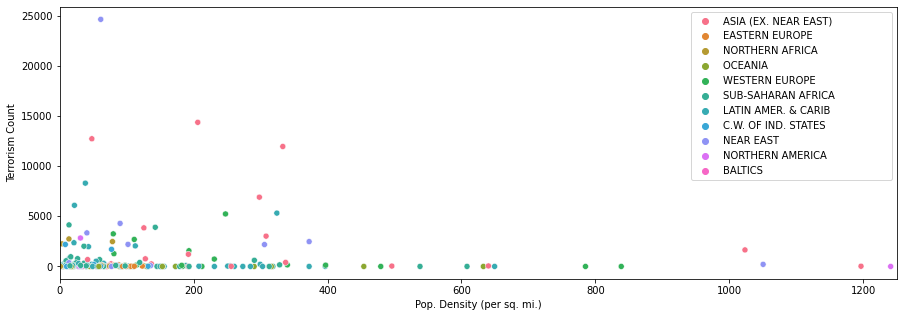 25000
20000
15000
10000
5000
0
Terrorism Count
0 200 400 600 800 1000 1200
Pop. Density (per sq. mi.)
ASIA (EX. NEAR EAST)
EASTERN EUROPE
NORTHERN AFRICA
OCEANIA
WESTERN EUROPE
SUB-SAHARAN AFRICA
LATIN AMER. & CARIB
C.W. OF IND. STATES
NEAR EAST
NORTHERN AMERICA
BALTICS